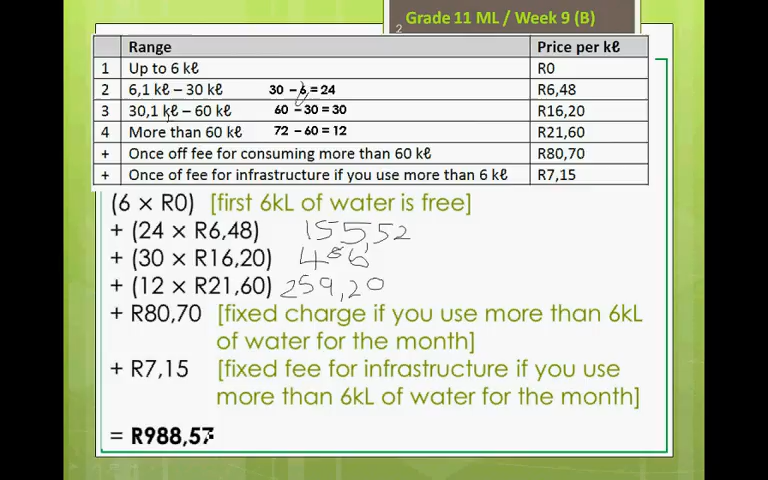 2
Grade 11 ML / Week 9 (B)
Range Price per kℓ
1 Up to 6 kℓ R0
2 6,1 kℓ – 30 kℓ 30 – 6 = 24 R6,48
3 30,1 kℓ – 60 kℓ 60 – 30 = 30 R16,20
4 More than 60 kℓ 72 – 60 = 12 R21,60
+ Once off fee for consuming more than 60 kℓ R80,70
+ Once of fee for infrastructure if you use more than 6 kℓ R7,15
(6 × R0) [first 6kL of water is free]
+ (24 × R6,48) 155,52
+ (30 × R16,20) 486
+ (12 × R21,60) 259,20
+ R80,70 [fixed charge if you use more than 6kL
of water for the month]
+ R7,15 [fixed fee for infrastructure if you use
more than 6kL of water for the month]
= R988,57